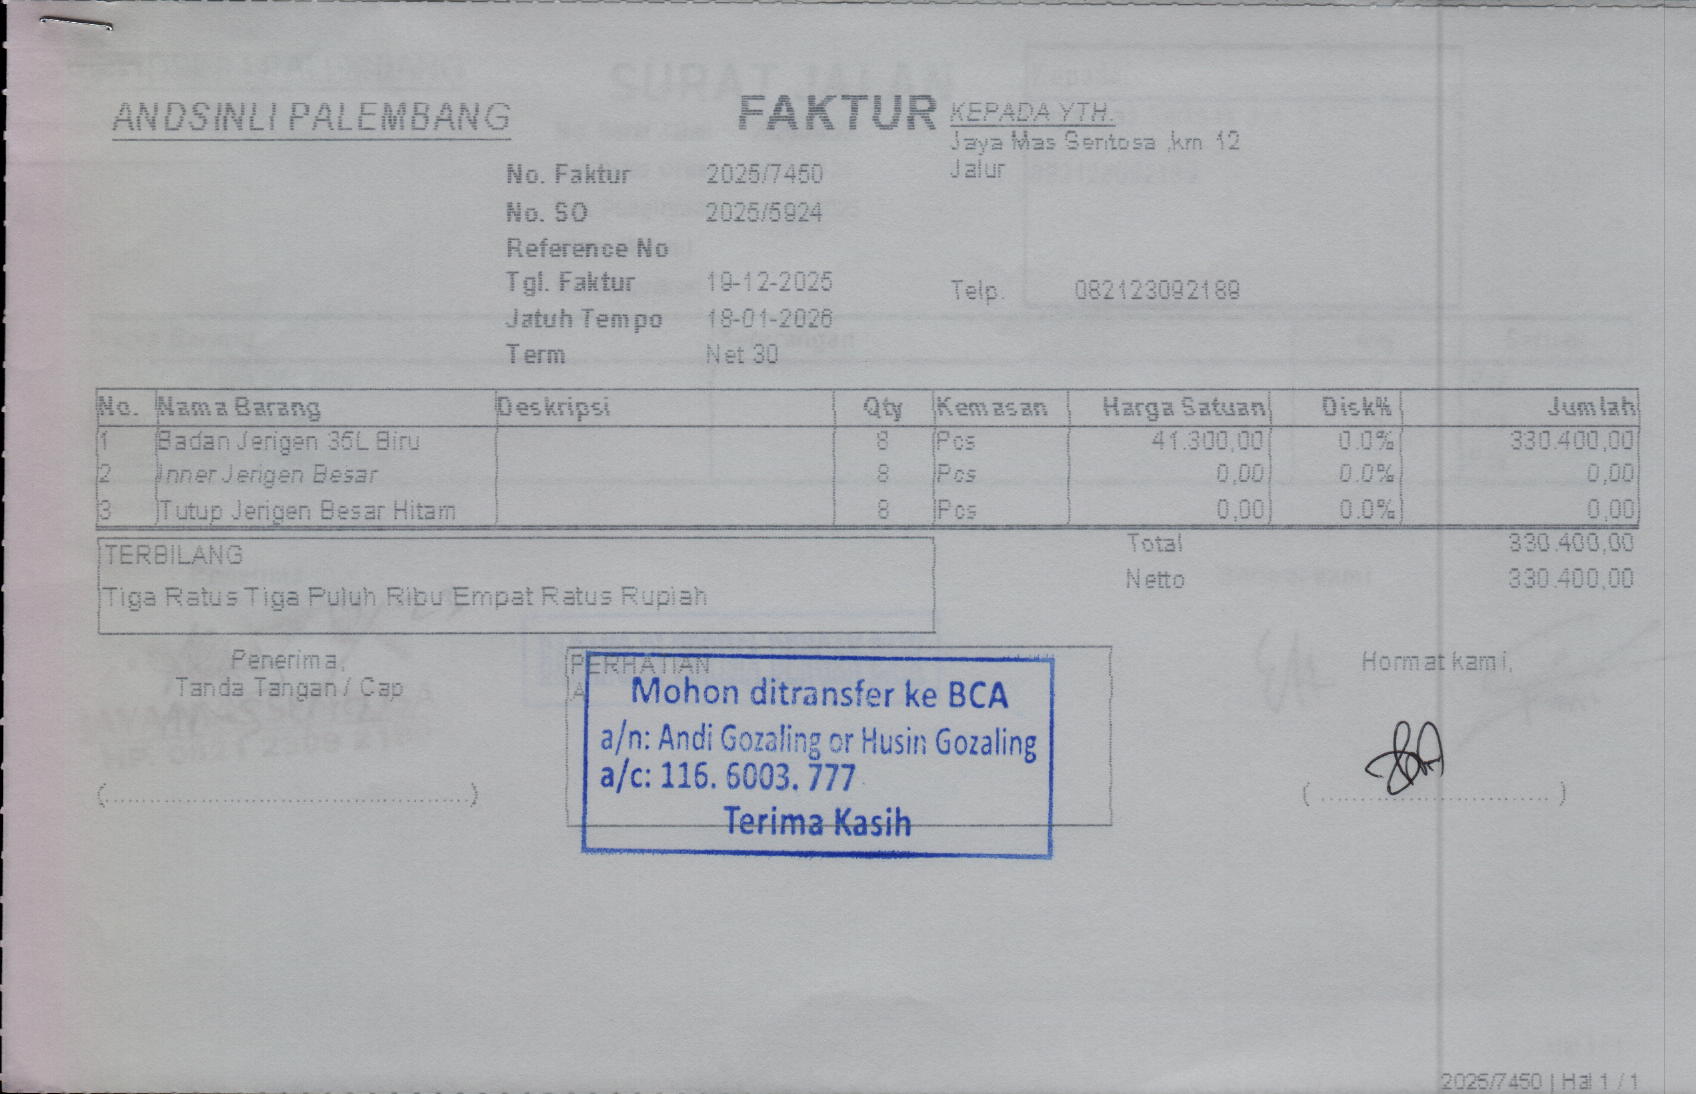 ANDSINLI PALEMBANG
FAKTUR
KEPADA YTH.
Jaya Mas Sentosa ,km 12
Jalur
No. Faktur 2025/7450
No. SO 2025/5924
Reference No
Tgl. Faktur 19-12-2025
Telp. 082123092189
Jatuh Tempo 18-01-2026
Term Net 30
No. Nama Barang Deskripsi Qty Kemasan Harga Satuan Disk% Jumlah
1 Badan Jerigen 35L Biru 8 Pcs 41.300,00 0.0% 330.400,00
2 Inner Jerigen Besar 8 Pcs 0,00 0.0% 0,00
3 Tutup Jerigen Besar Hitam 8 Pcs 0,00 0.0% 0,00
TERBILANG
Tiga Ratus Tiga Puluh Ribu Empat Ratus Rupiah
Total 330.400,00
Netto 330.400,00
Penerima,
Tanda Tangan / Cap
(.............................................)
PERHATIAN
Mohon ditransfer ke BCA
a/n: Andi Gozaling or Husin Gozaling
a/c: 116. 6003. 777
Terima Kasih
Hormat kami,
( ............................. )
2025/7450 | Hal 1 / 1